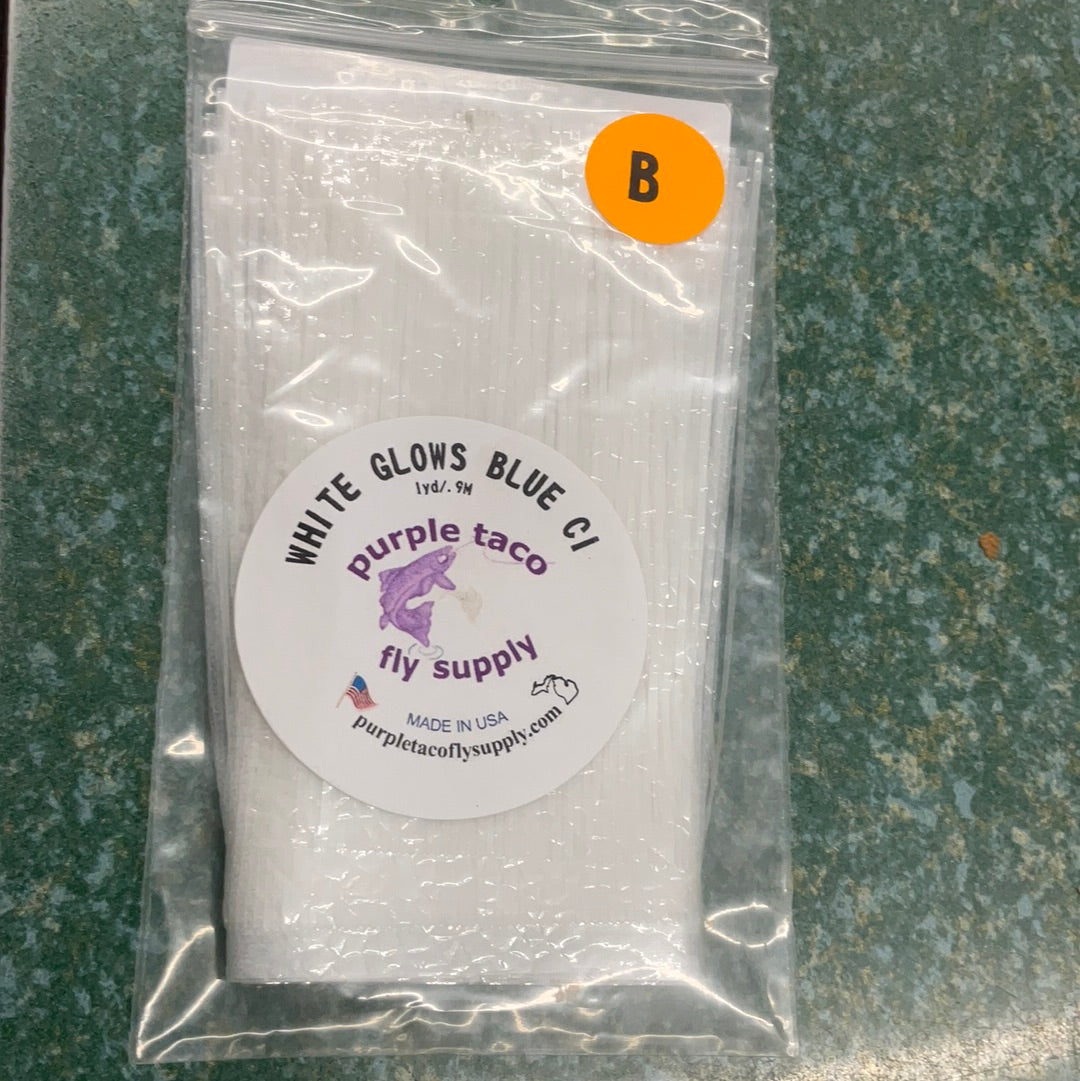 B
WHITE GLOWS BLUE CI
1yd/.9M
purple taco
fly supply
MADE IN USA
purpletacoflysupply.com